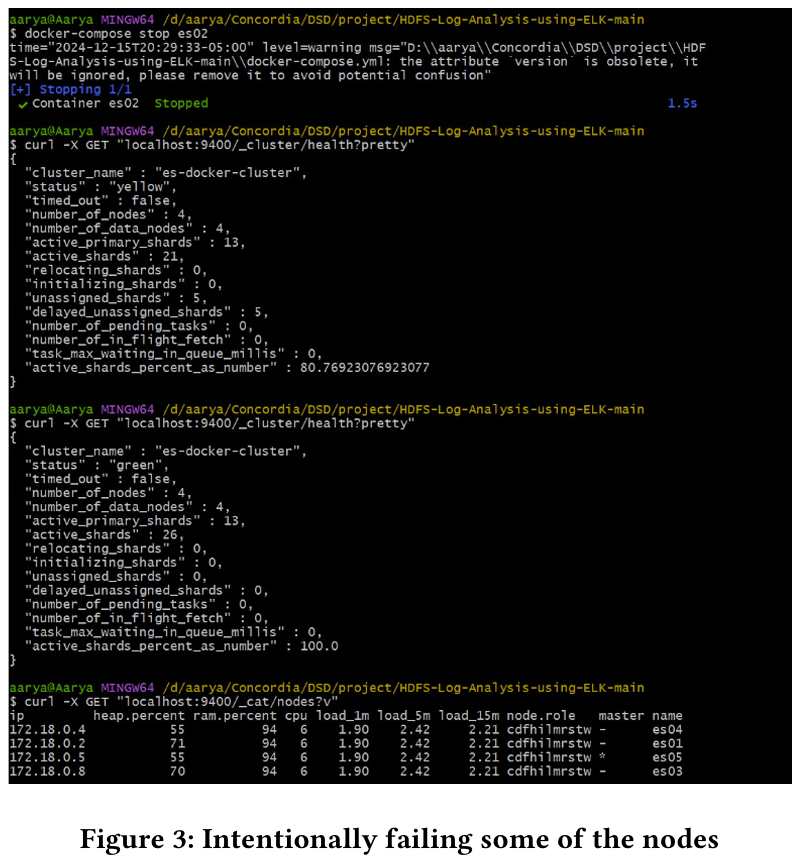 aarya@Aarya MINGW64 /d/aarya/Concordia/DSD/project/HDFS-Log-Analysis-using-ELK-main
$ docker-compose stop es02
time="2024-12-15T20:29:33-05:00" level=warning msg="D:\\aarya\\Concordia\\DSD\\project\\HDF
S-Log-Analysis-using-ELK-main\\docker-compose.yml: the attribute `version` is obsolete, it
will be ignored, please remove it to avoid potential confusion"
[+] Stopping 1/1
✓ Container es02  Stopped 1.5s
aarya@Aarya MINGW64 /d/aarya/Concordia/DSD/project/HDFS-Log-Analysis-using-ELK-main
$ curl -X GET "localhost:9400/_cluster/health?pretty"
{
  "cluster_name" : "es-docker-cluster",
  "status" : "yellow",
  "timed_out" : false,
  "number_of_nodes" : 4,
  "number_of_data_nodes" : 4,
  "active_primary_shards" : 13,
  "active_shards" : 21,
  "relocating_shards" : 0,
  "initializing_shards" : 0,
  "unassigned_shards" : 5,
  "delayed_unassigned_shards" : 5,
  "number_of_pending_tasks" : 0,
  "number_of_in_flight_fetch" : 0,
  "task_max_waiting_in_queue_millis" : 0,
  "active_shards_percent_as_number" : 80.76923076923077
}
aarya@Aarya MINGW64 /d/aarya/Concordia/DSD/project/HDFS-Log-Analysis-using-ELK-main
$ curl -X GET "localhost:9400/_cluster/health?pretty"
{
  "cluster_name" : "es-docker-cluster",
  "status" : "green",
  "timed_out" : false,
  "number_of_nodes" : 4,
  "number_of_data_nodes" : 4,
  "active_primary_shards" : 13,
  "active_shards" : 26,
  "relocating_shards" : 0,
  "initializing_shards" : 0,
  "unassigned_shards" : 0,
  "delayed_unassigned_shards" : 0,
  "number_of_pending_tasks" : 0,
  "number_of_in_flight_fetch" : 0,
  "task_max_waiting_in_queue_millis" : 0,
  "active_shards_percent_as_number" : 100.0
}
aarya@Aarya MINGW64 /d/aarya/Concordia/DSD/project/HDFS-Log-Analysis-using-ELK-main
$ curl -X GET "localhost:9400/_cat/nodes?v"
ip         heap.percent ram.percent cpu load_1m load_5m load_15m node.role   master name
172.18.0.4           55          94   6    1.90    2.42     2.21 cdfhilmrstw -      es04
172.18.0.2           71          94   6    1.90    2.42     2.21 cdfhilmrstw -      es01
172.18.0.5           55          94   6    1.90    2.42     2.21 cdfhilmrstw *      es05
172.18.0.8           70          94   6    1.90    2.42     2.21 cdfhilmrstw -      es03
Figure 3: Intentionally failing some of the nodes